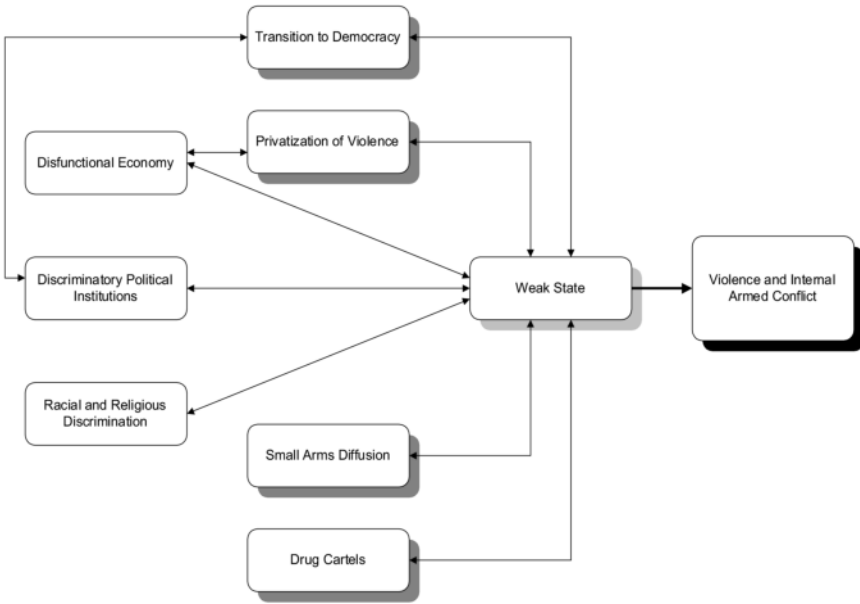 Transition to Democracy
Privatization of Violence
Disfunctional Economy
Discriminatory Political
Institutions
Weak State
Violence and Internal
Armed Conflict
Racial and Religious
Discrimination
Small Arms Diffusion
Drug Cartels